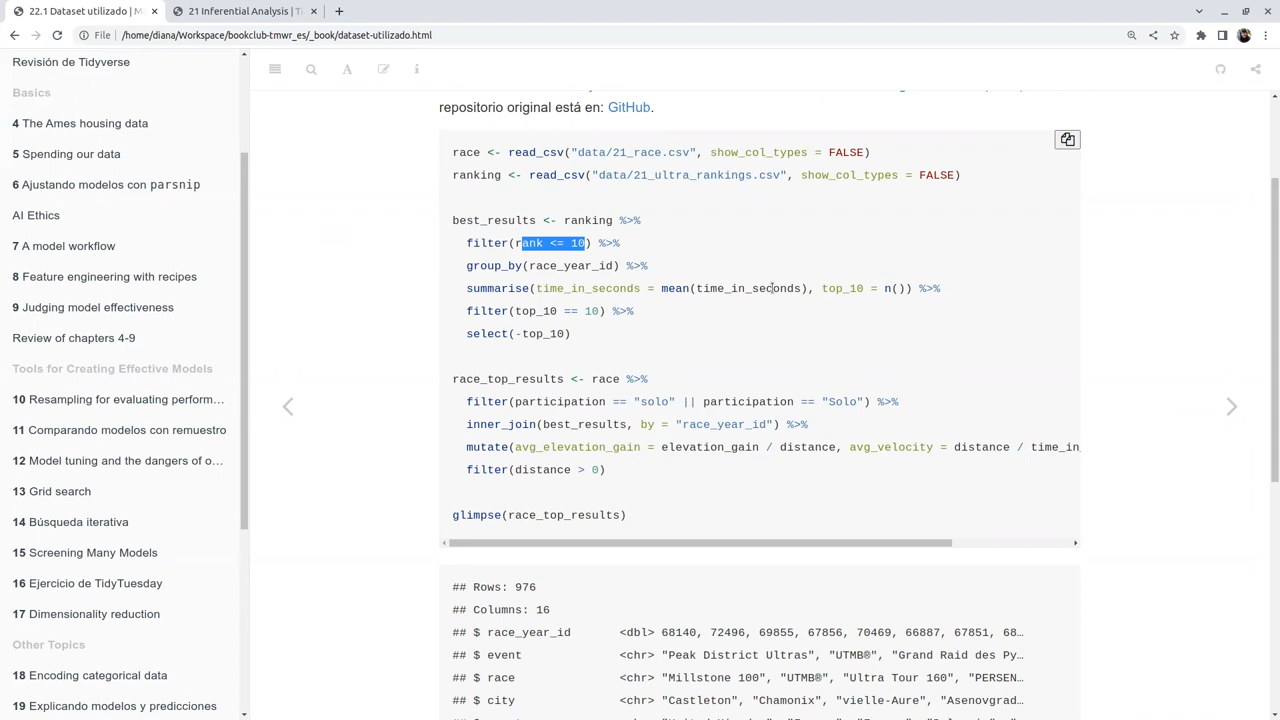 22.1 Dataset utilizado | M
21 Inferential Analysis | Ti
File
/home/diana/Workspace/bookclub-tmwr_es/_book/dataset-utilizado.html
Revisión de Tidyverse
Basics
4 The Ames housing data
5 Spending our data
6 Ajustando modelos con parsnip
AI Ethics
7 A model workflow
8 Feature engineering with recipes
9 Judging model effectiveness
Review of chapters 4-9
Tools for Creating Effective Models
10 Resampling for evaluating perform…
11 Comparando modelos con remuestro
12 Model tuning and the dangers of o…
13 Grid search
14 Búsqueda iterativa
15 Screening Many Models
16 Ejercicio de TidyTuesday
17 Dimensionality reduction
Other Topics
18 Encoding categorical data
19 Explicando modelos y predicciones
repositorio original está en: GitHub.
race <- read_csv("data/21_race.csv", show_col_types = FALSE)
ranking <- read_csv("data/21_ultra_rankings.csv", show_col_types = FALSE)
best_results <- ranking %>%
filter(rank <= 10) %>%
group_by(race_year_id) %>%
summarise(time_in_seconds = mean(time_in_seconds), top_10 = n()) %>%
filter(top_10 == 10) %>%
select(-top_10)
race_top_results <- race %>%
filter(participation == "solo" || participation == "Solo") %>%
inner_join(best_results, by = "race_year_id") %>%
mutate(avg_elevation_gain = elevation_gain / distance, avg_velocity = distance / time_in_
filter(distance > 0)
glimpse(race_top_results)
## Rows: 976
## Columns: 16
## $ race_year_id <dbl> 68140, 72496, 69855, 67856, 70469, 66887, 67851, 68…
## $ event <chr> "Peak District Ultras", "UTMB®", "Grand Raid des Py…
## $ race <chr> "Millstone 100", "UTMB®", "Ultra Tour 160", "PERSEN…
## $ city <chr> "Castleton", "Chamonix", "vielle-Aure", "Asenovgrad…